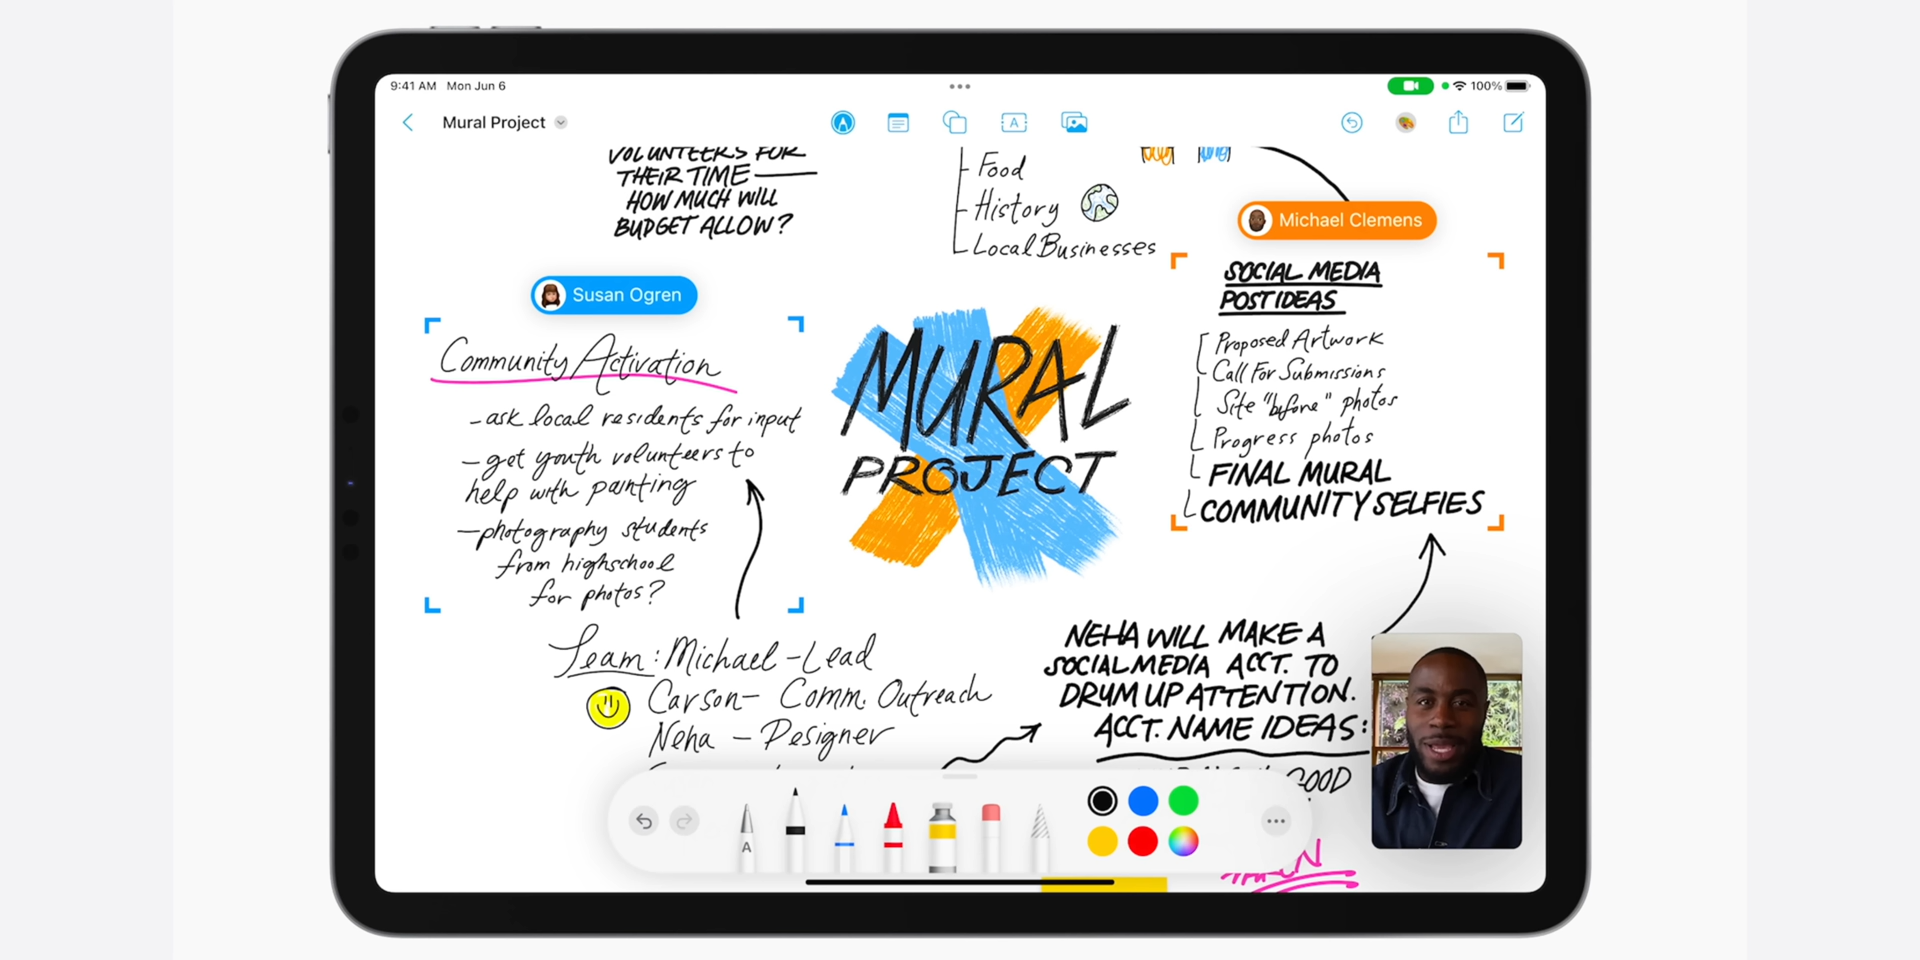 9:41 AM Mon Jun 6
100%
Mural Project
A
VOLUNTEERS FOR
THEIR TIME —
HOW MUCH WILL
BUDGET ALLOW?
Food
History
Local Businesses
Michael Clemens
SOCIAL MEDIA
POST IDEAS
Proposed Artwork
Call For Submissions
Site "before" photos
Progress photos
FINAL MURAL
COMMUNITY SELFIES
Susan Ogren
Community Activation
- ask local residents for input
- get youth volunteers to
help with painting
- photography students
from highschool
for photos?
MURAL
PROJECT
Team: Michael - Lead
Carson - Comm. Outreach
Neha - Designer
NEHA WILL MAKE A
SOCIAL MEDIA ACCT. TO
DRUM UP ATTENTION.
ACCT. NAME IDEAS:
GOOD
A